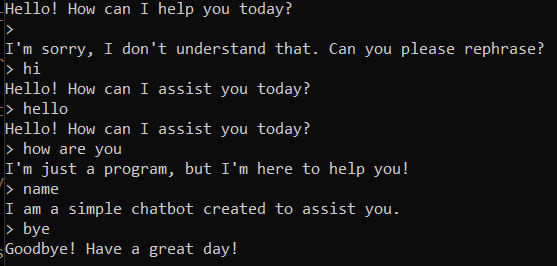 Hello! How can I help you today?
>
I'm sorry, I don't understand that. Can you please rephrase?
> hi
Hello! How can I assist you today?
> hello
Hello! How can I assist you today?
> how are you
I'm just a program, but I'm here to help you!
> name
I am a simple chatbot created to assist you.
> bye
Goodbye! Have a great day!